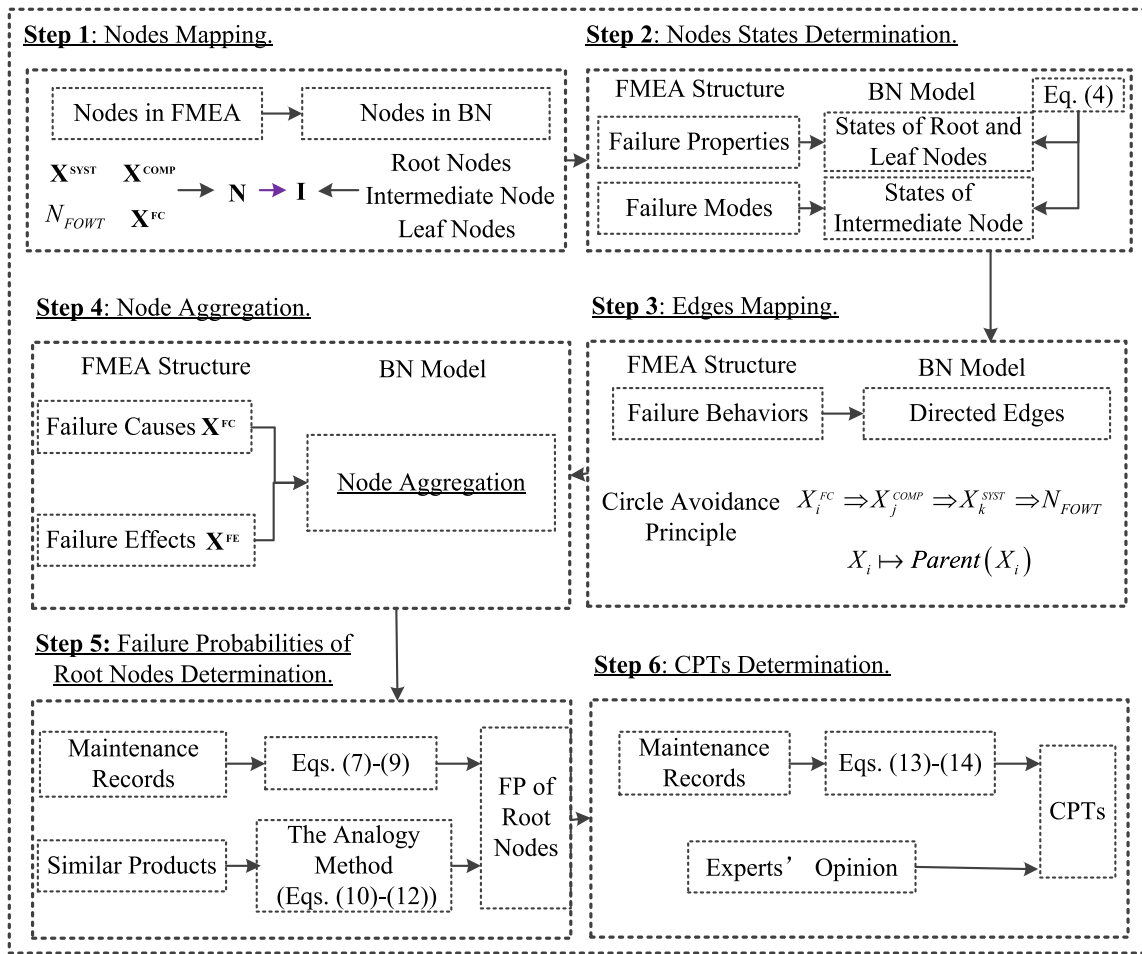 Step 1: Nodes Mapping.
Nodes in FMEA
Nodes in BN
X^SYST X^COMP
N_FOWT X^FC
N
I
Root Nodes
Intermediate Node
Leaf Nodes
Step 2: Nodes States Determination.
FMEA Structure
BN Model
Eq. (4)
Failure Properties
States of Root and
Leaf Nodes
Failure Modes
States of
Intermediate Node
Step 4: Node Aggregation.
FMEA Structure
BN Model
Failure Causes X^FC
Node Aggregation
Failure Effects X^FE
Step 3: Edges Mapping.
FMEA Structure
BN Model
Failure Behaviors
Directed Edges
Circle Avoidance
Principle
X_i^FC ⇒ X_j^COMP ⇒ X_k^SYST ⇒ N_FOWT
X_i ↦ Parent(X_i)
Step 5: Failure Probabilities of
Root Nodes Determination.
Maintenance
Records
Eqs. (7)-(9)
Similar Products
The Analogy
Method
(Eqs. (10)-(12))
FP of
Root
Nodes
Step 6: CPTs Determination.
Maintenance
Records
Eqs. (13)-(14)
Experts’ Opinion
CPTs